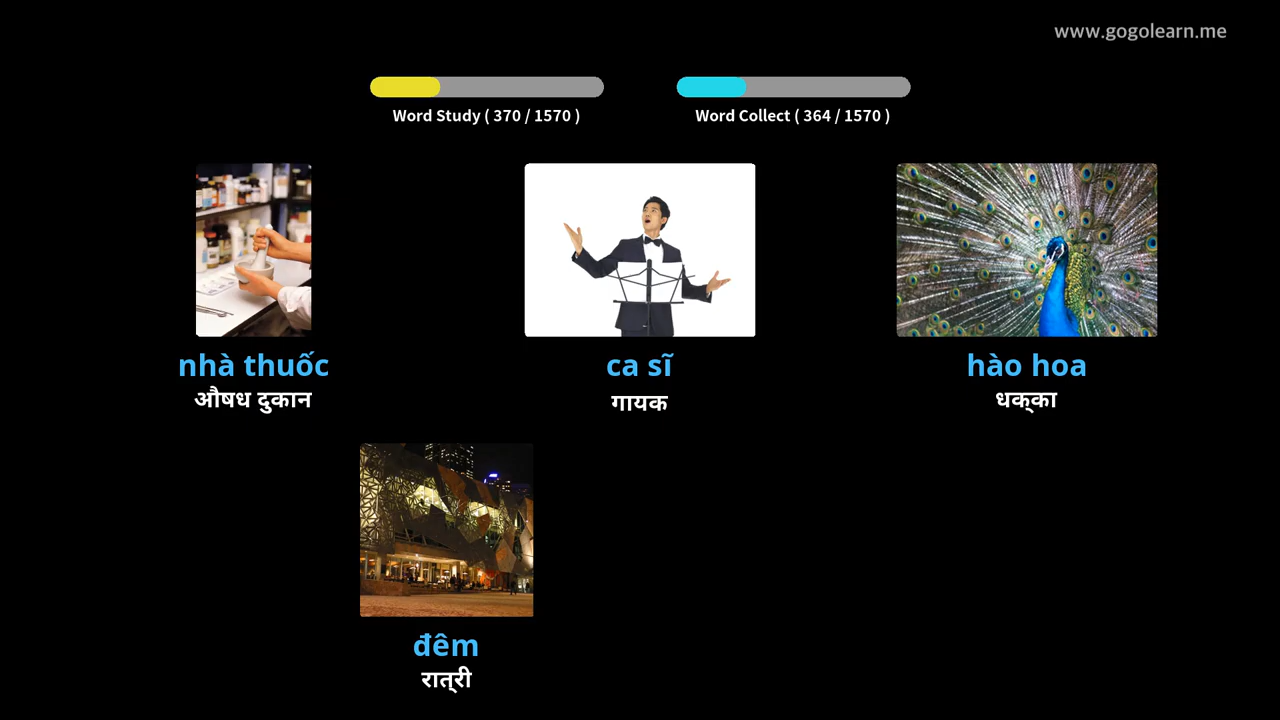 www.gogolearn.me
Word Study ( 370 / 1570 )
Word Collect ( 364 / 1570 )
nhà thuốc
औषध दुकान
ca sĩ
गायक
hào hoa
धक्‍का
đêm
रात्री